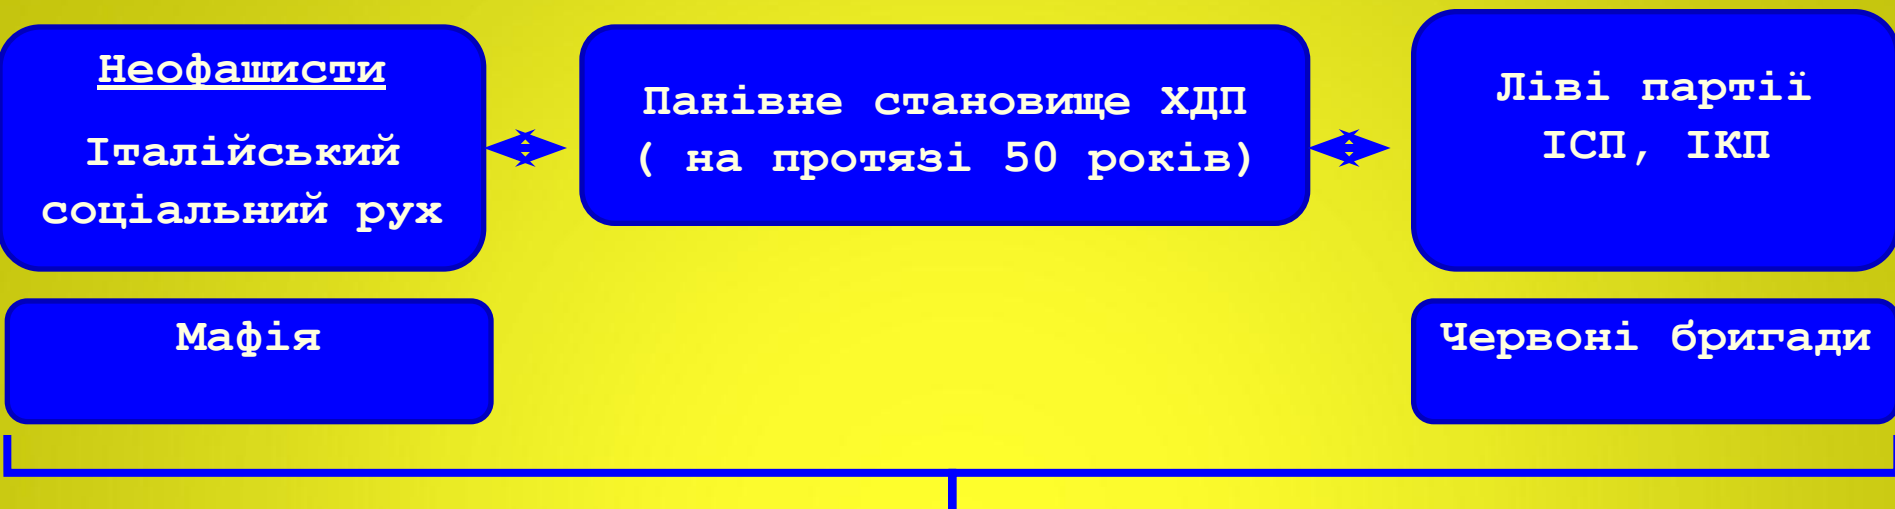 Неофашисти
Італійський
соціальний рух
Панівне становище ХДП
( на протязі 50 років)
Ліві партії
ІСП, ІКП
Мафія
Червоні бригади